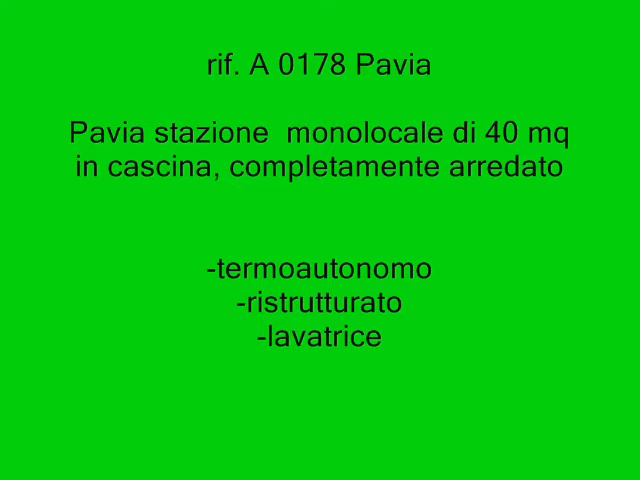 rif. A 0178 Pavia
Pavia stazione  monolocale di 40 mq
in cascina, completamente arredato
-termoautonomo
-ristrutturato
-lavatrice